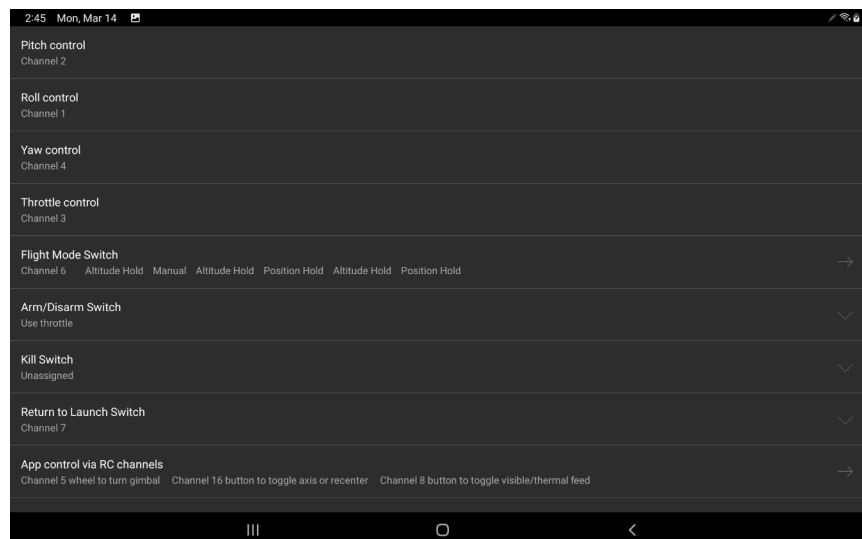 2:45 Mon, Mar 14
Pitch control
Channel 2
Roll control
Channel 1
Yaw control
Channel 4
Throttle control
Channel 3
Flight Mode Switch
Channel 6 Altitude Hold Manual Altitude Hold Position Hold Altitude Hold Position Hold
Arm/Disarm Switch
Use throttle
Kill Switch
Unassigned
Return to Launch Switch
Channel 7
App control via RC channels
Channel 5 wheel to turn gimbal Channel 16 button to toggle axis or recenter Channel 8 button to toggle visible/thermal feed